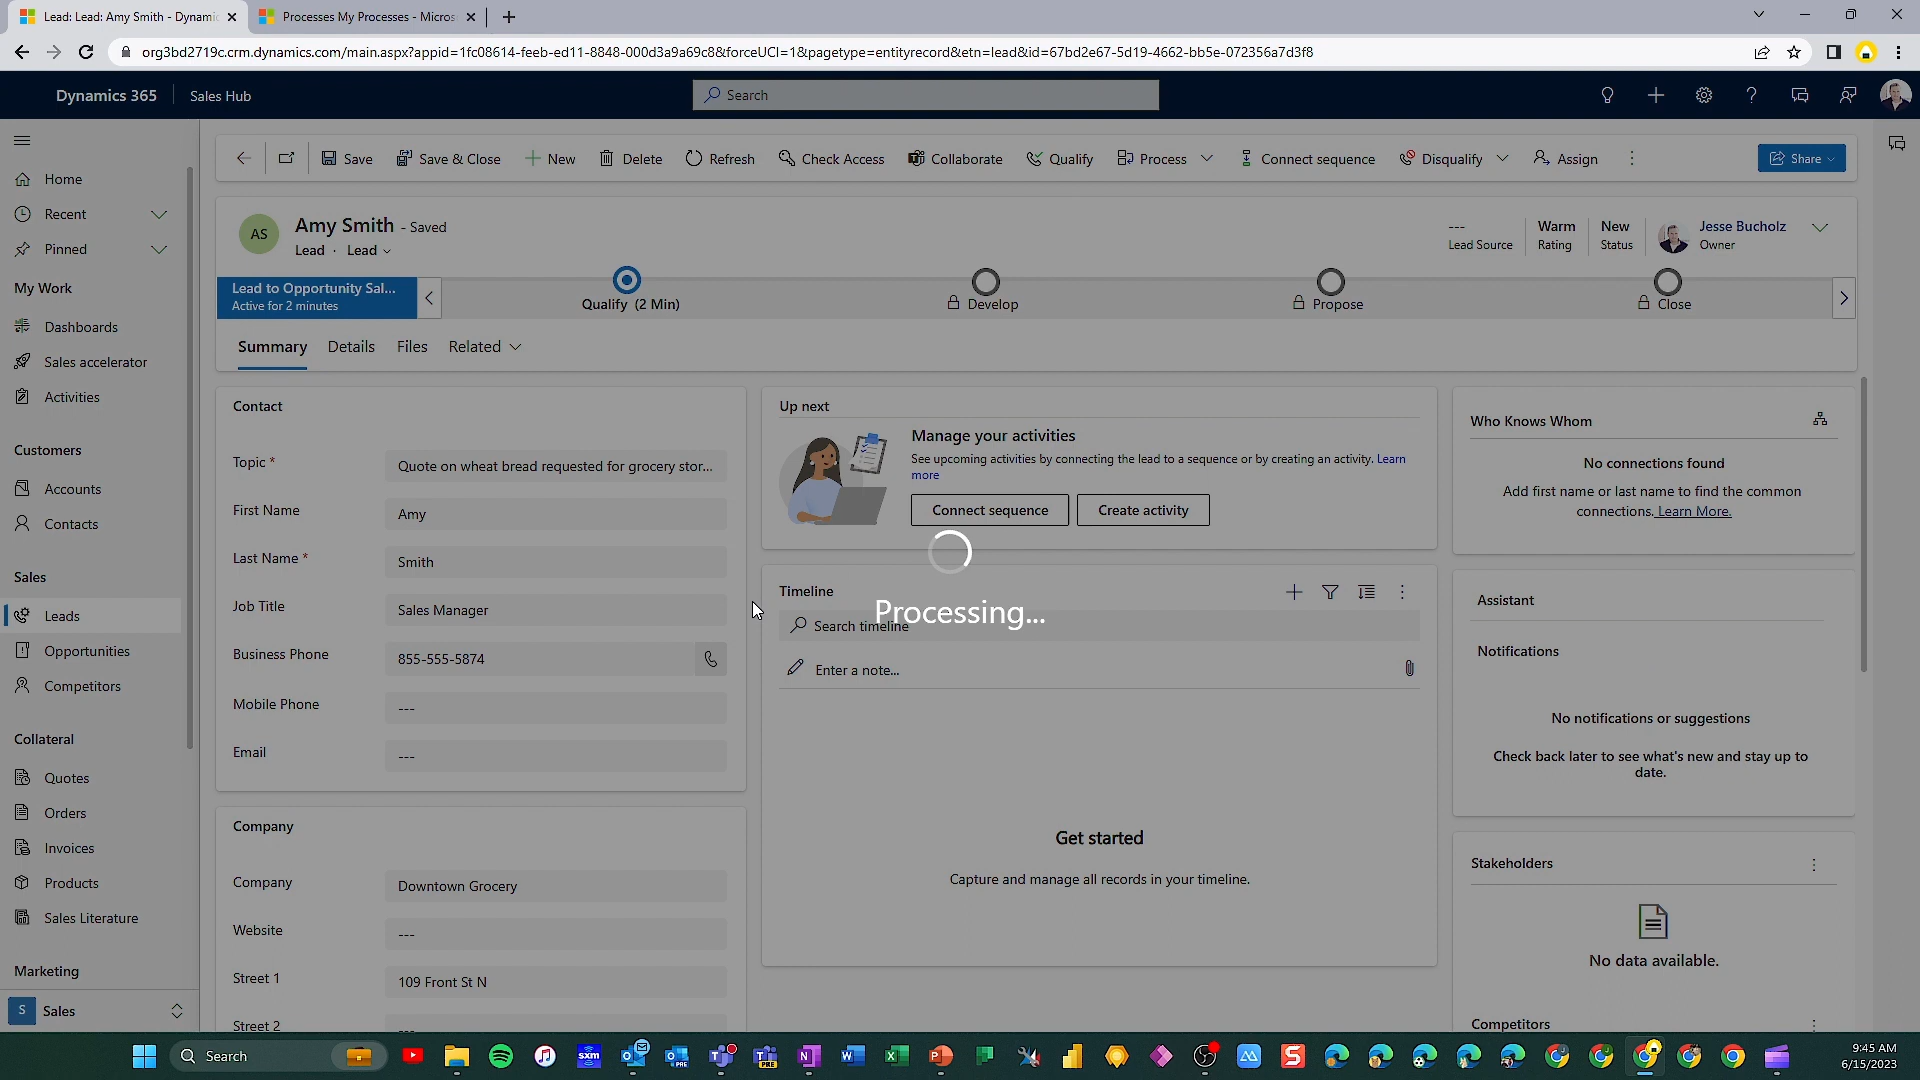 Lead: Lead: Amy Smith - Dynamic
Processes My Processes - Micros
org3bd2719c.crm.dynamics.com/main.aspx?appid=1fc08614-feeb-ed11-8848-000d3a9a69c8&forceUCI=1&pagetype=entityrecord&etn=lead&id=67bd2e67-5d19-4662-bb5e-072356a7d3f8
Dynamics 365
Sales Hub
Search
Save
Save & Close
New
Delete
Refresh
Check Access
Collaborate
Qualify
Process
Connect sequence
Disqualify
Assign
Share
Home
Recent
Pinned
My Work
Dashboards
Sales accelerator
Activities
Customers
Accounts
Contacts
Sales
Leads
Opportunities
Competitors
Collateral
Quotes
Orders
Invoices
Products
Sales Literature
Marketing
S
Sales
AS
Amy Smith - Saved
Lead · Lead
---
Lead Source
Warm
Rating
New
Status
Jesse Bucholz
Owner
Lead to Opportunity Sal...
Active for 2 minutes
Qualify (2 Min)
Develop
Propose
Close
Summary
Details
Files
Related
Contact
Topic *
Quote on wheat bread requested for grocery stor...
First Name
Amy
Last Name *
Smith
Job Title
Sales Manager
Business Phone
855-555-5874
Mobile Phone
---
Email
---
Company
Company
Downtown Grocery
Website
---
Street 1
109 Front St N
Street 2
---
Up next
Manage your activities
See upcoming activities by connecting the lead to a sequence or by creating an activity. Learn
more
Connect sequence
Create activity
Processing...
Timeline
Search timeline
Enter a note...
Get started
Capture and manage all records in your timeline.
Who Knows Whom
No connections found
Add first name or last name to find the common
connections. Learn More.
Assistant
Notifications
No notifications or suggestions
Check back later to see what's new and stay up to
date.
Stakeholders
No data available.
Competitors
Search
sxm
PRE
PRE
9:45 AM
6/15/2023